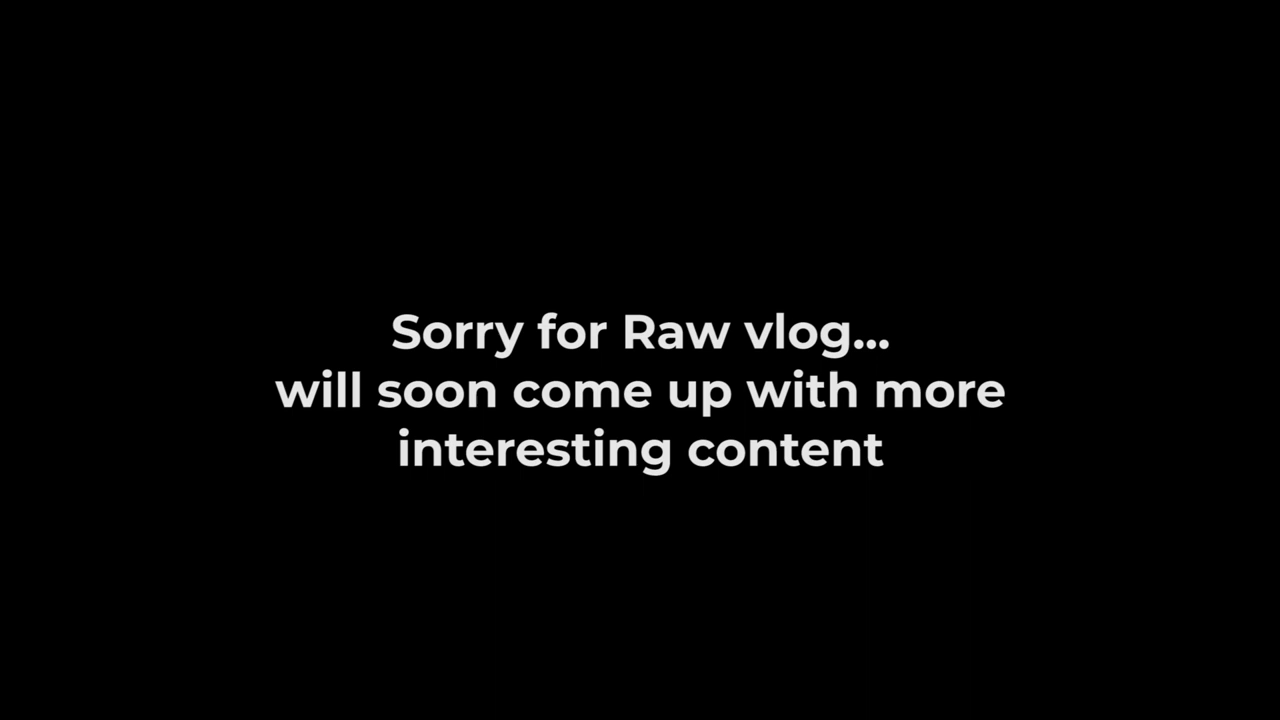 Sorry for Raw vlog...
will soon come up with more
interesting content